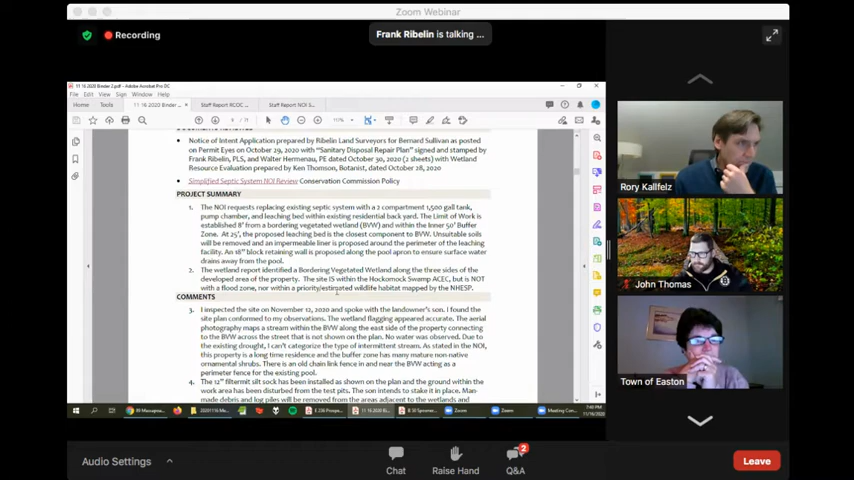 Zoom Webinar
Recording
Frank Ribelin is talking ...
11 16 2020 Binder 2.pdf - Adobe Acrobat Pro DC
File Edit View Sign Window Help
Home Tools 11 16 2020 Binder ... × Staff Report RCOC ... Staff Report NOI S...
DOCUMENTS REVIEWED
• Notice of Intent Application prepared by Ribelin Land Surveyors for Bernard Sullivan as posted
on Permit Eyes on October 29, 2020 with "Sanitary Disposal Repair Plan" signed and stamped by
Frank Ribelin, PLS, and Walter Hermenau, PE dated October 30, 2020 (2 sheets) with Wetland
Resource Evaluation prepared by Ken Thomson, Botanist, dated October 28, 2020
• Simplified Septic System NOI Review Conservation Commission Policy
PROJECT SUMMARY
1. The NOI requests replacing existing septic system with a 2 compartment 1,500 gall tank,
pump chamber, and leaching bed within existing residential back yard. The Limit of Work is
established 8' from a bordering vegetated wetland (BVW) and within the Inner 50' Buffer
Zone. At 25', the proposed leaching bed is the closest component to BVW. Unsuitable soils
will be removed and an impermeable liner is proposed around the perimeter of the leaching
facility. An 18" block retaining wall is proposed along the pool apron to ensure surface water
drains away from the pool.
2. The wetland report identified a Bordering Vegetated Wetland along the three sides of the
developed area of the property. The site IS within the Hockomock Swamp ACEC, but is NOT
with a flood zone, nor within a priority/estimated wildlife habitat mapped by the NHESP.
COMMENTS
3. I inspected the site on November 12, 2020 and spoke with the landowner's son. I found the
site plan conformed to my observations. The wetland flagging appeared accurate. The aerial
photography maps a stream within the BVW along the east side of the property connecting
to the BVW across the street that is not shown on the plan. No water was observed. Due
to the existing drought, I can't categorize the type of intermittent stream. As stated in the NOI,
this property is a long time residence and the buffer zone has many mature non-native
ornamental shrubs. There is an old chain link fence in and near the BVW acting as a
perimeter fence for the existing pool.
4. The 12" filtermit silt sock has been installed as shown on the plan and the ground within the
work area has been disturbed from the test pits. The son intends to stake it in place. Man-
made debris and log piles will be removed from the areas adjacent to the wetlands and
Rory Kallfelz
John Thomas
Town of Easton
7:49 PM
11/16/2020
Audio Settings
Chat
Raise Hand
2
Q&A
Leave